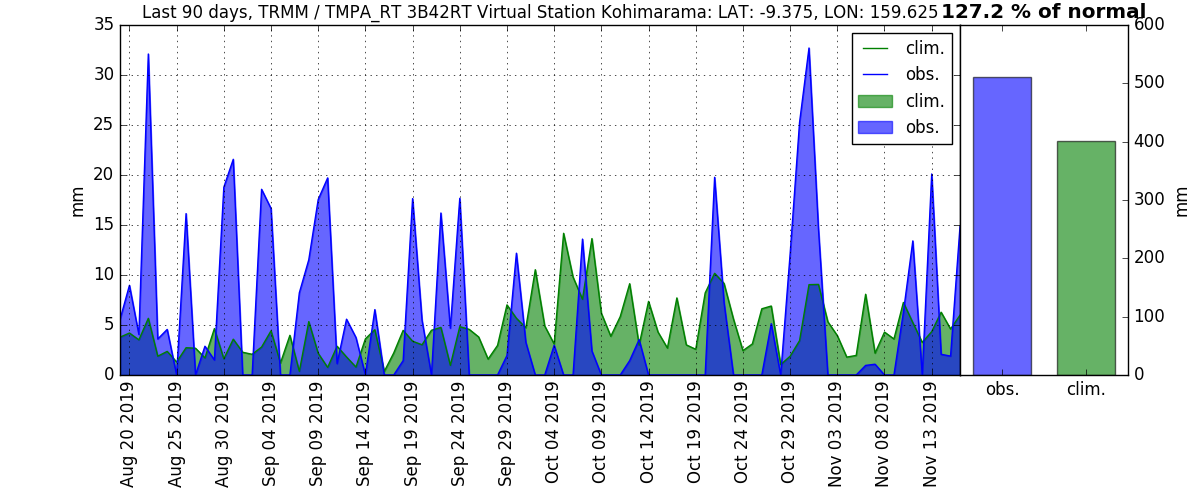 Last 90 days, TRMM / TMPA_RT 3B42RT Virtual Station Kohimarama: LAT: -9.375, LON: 159.625 127.2 % of normal
35
30
25
20
15
10
5
0
mm
clim.
obs.
clim.
obs.
600
500
400
300
200
100
0
mm
Aug 20 2019
Aug 25 2019
Aug 30 2019
Sep 04 2019
Sep 09 2019
Sep 14 2019
Sep 19 2019
Sep 24 2019
Sep 29 2019
Oct 04 2019
Oct 09 2019
Oct 14 2019
Oct 19 2019
Oct 24 2019
Oct 29 2019
Nov 03 2019
Nov 08 2019
Nov 13 2019
obs.
clim.